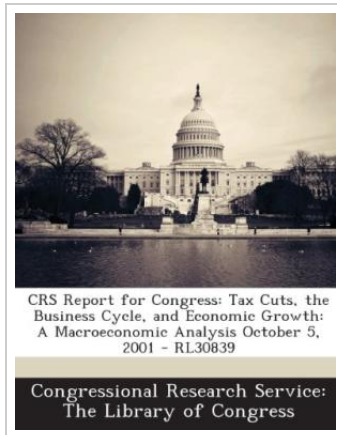 CRS Report for Congress: Tax Cuts, the
Business Cycle, and Economic Growth:
A Macroeconomic Analysis October 5,
2001 - RL30839
Congressional Research Service:
The Library of Congress